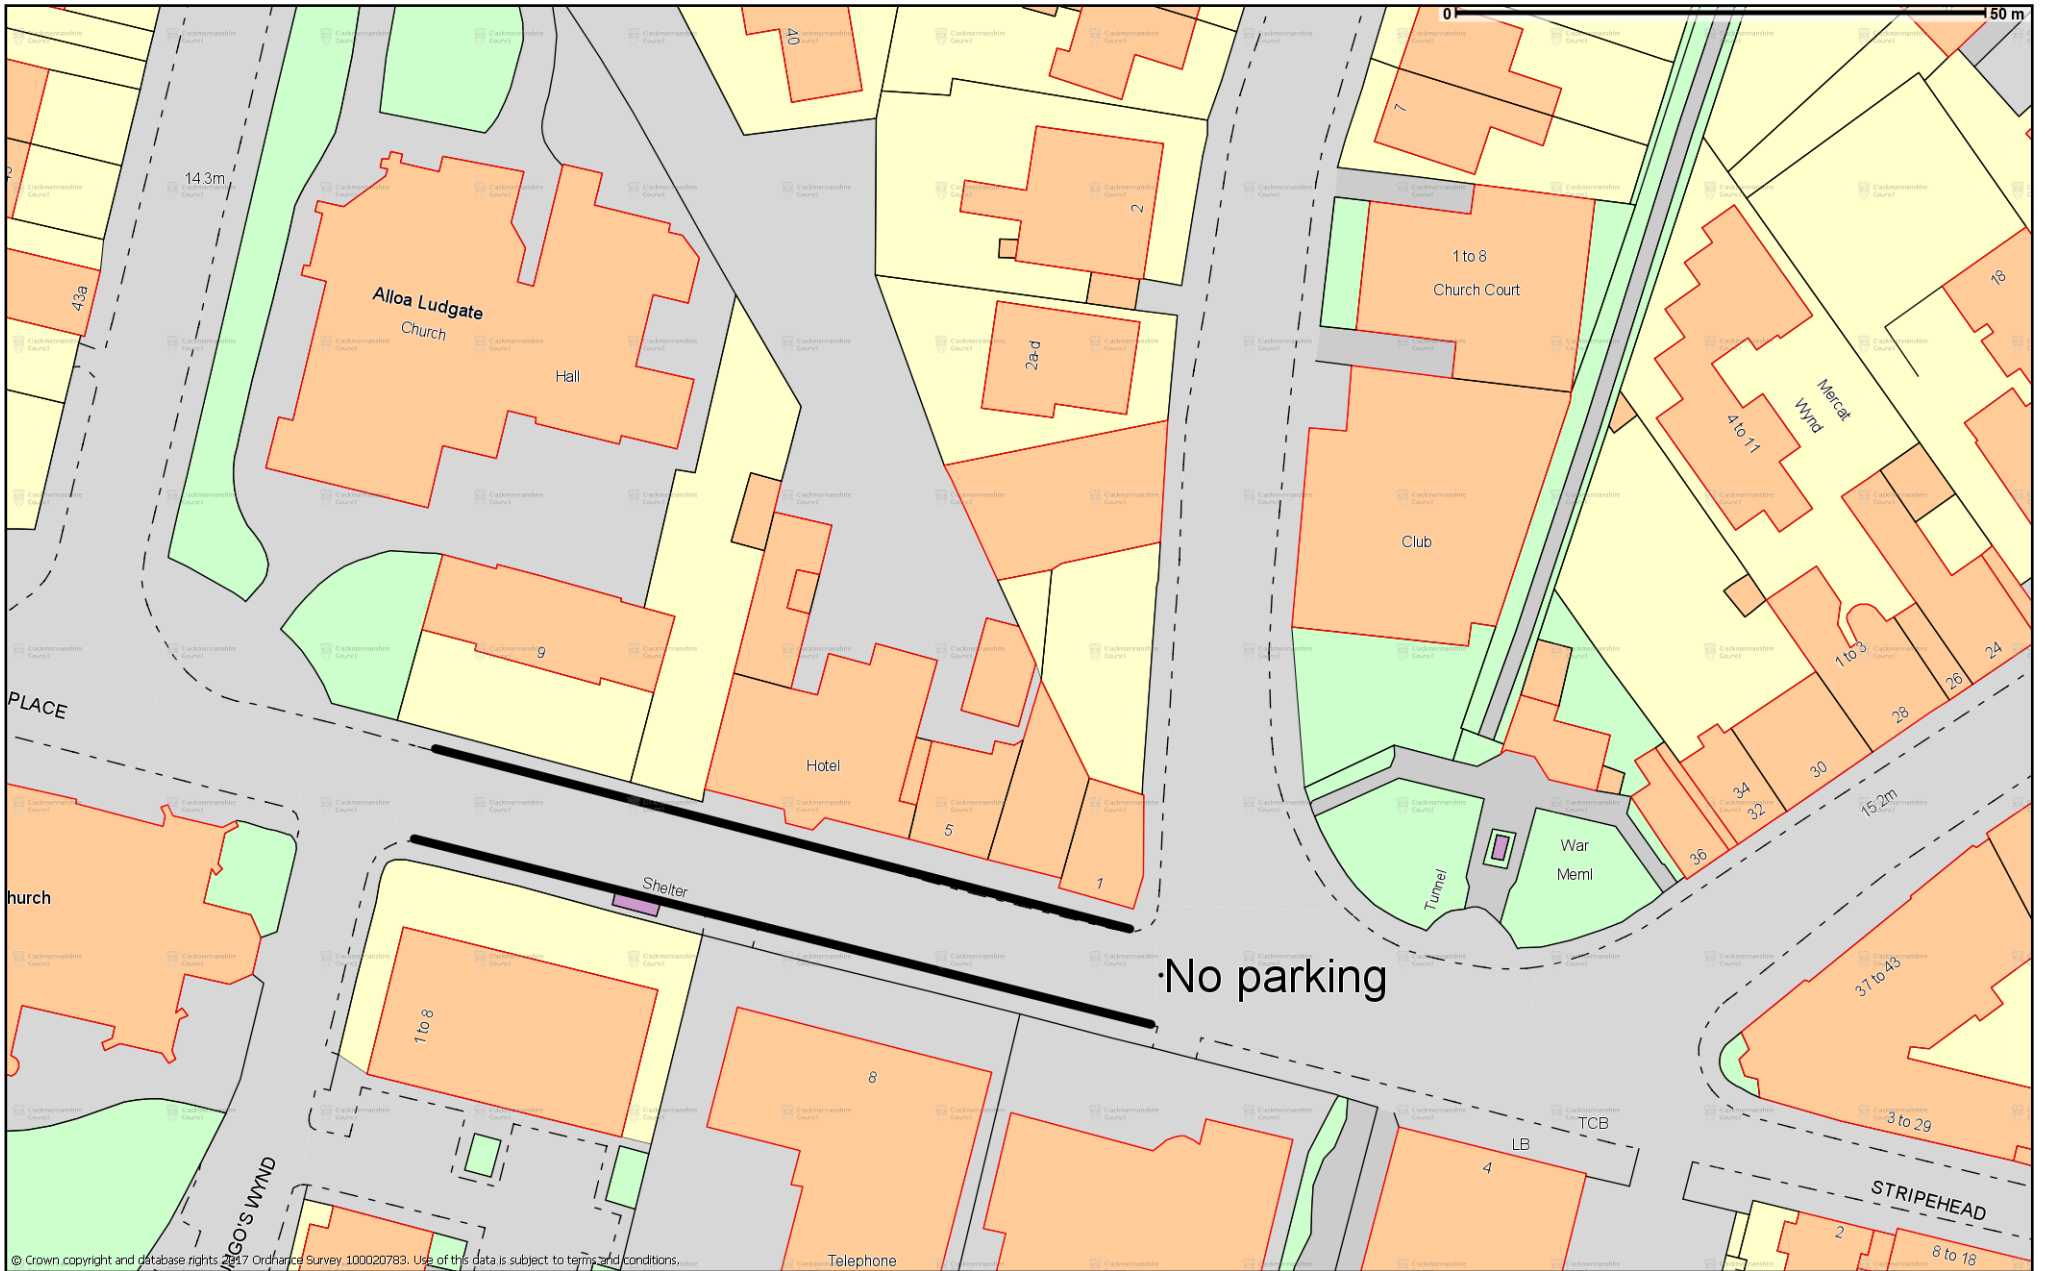 0
50 m
40
7
14.3m
2
18
43a
1 to 8
Church Court
Alloa Ludgate
Church
2a-d
Hall
Mercat
Wynd
4 to 11
Club
9
1 to 3
24
26
PLACE
28
Hotel
30
34
32
15.2m
5
War
Meml
36
Tunnel
1
Shelter
hurch
No parking
37 to 43
1 to 8
8
TCB
LB
3 to 29
4
STRIPEHEAD
2
8 to 18
Telephone
© Crown copyright and database rights 2017 Ordnance Survey 100020783. Use of this data is subject to terms and conditions.
Clackmannanshire
Council